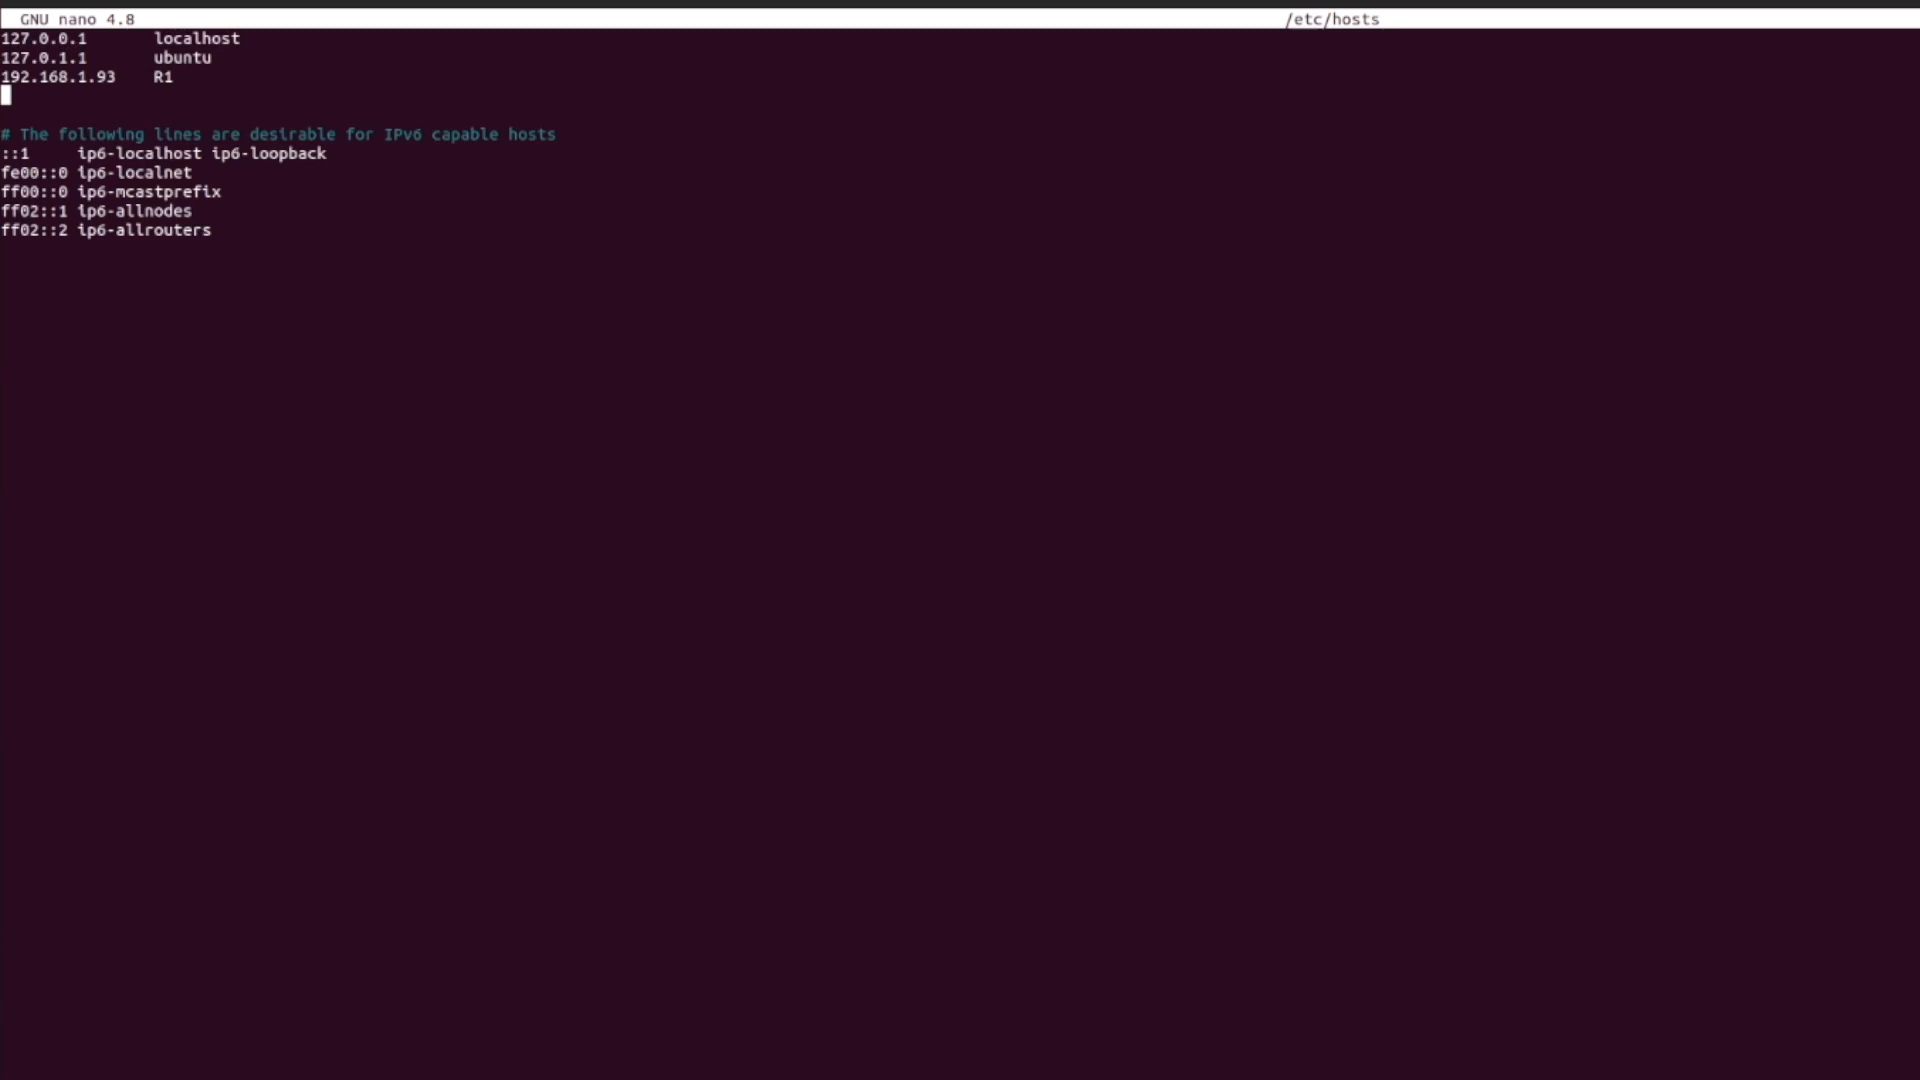 GNU nano 4.8 /etc/hosts
127.0.0.1 localhost
127.0.1.1 ubuntu
192.168.1.93 R1
# The following lines are desirable for IPv6 capable hosts
::1 ip6-localhost ip6-loopback
fe00::0 ip6-localnet
ff00::0 ip6-mcastprefix
ff02::1 ip6-allnodes
ff02::2 ip6-allrouters